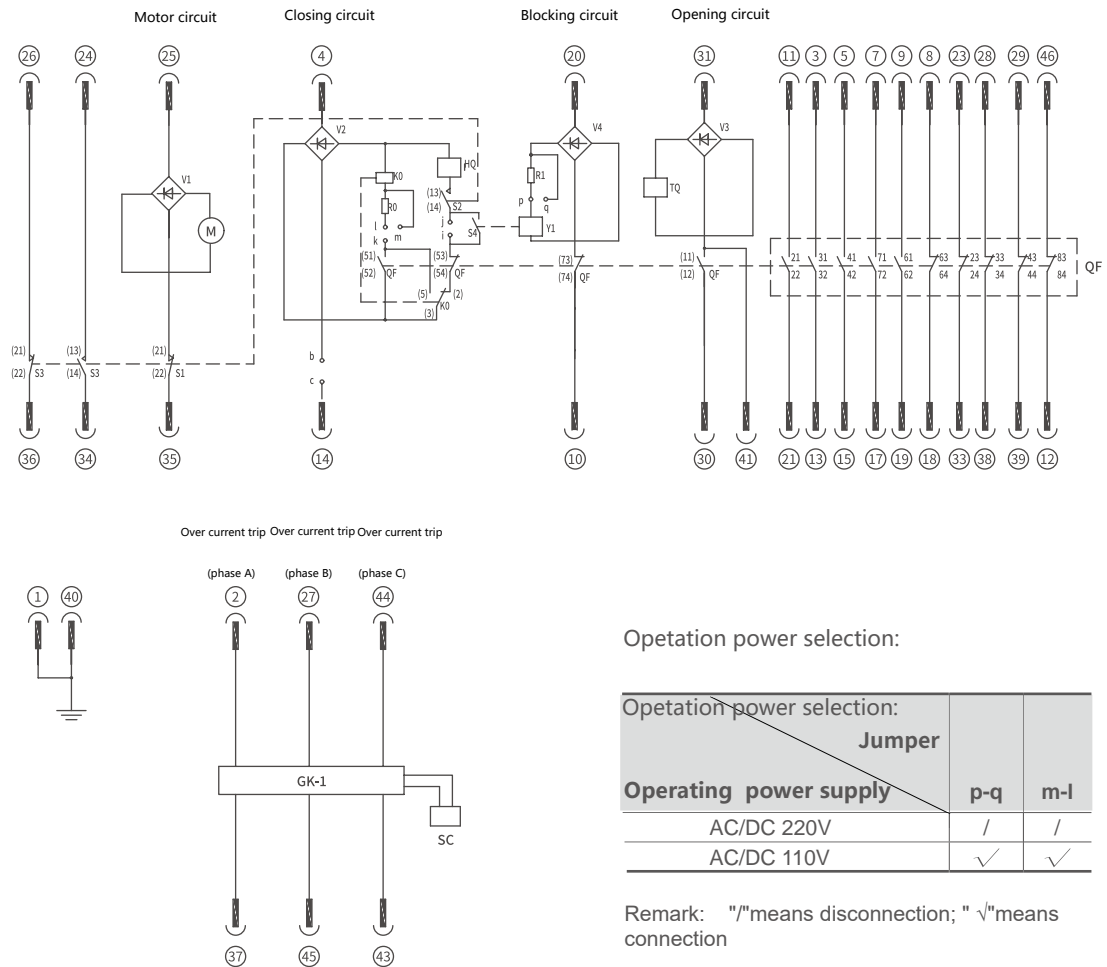 Motor circuit Closing circuit Blocking circuit Opening circuit
26 24 25 4 20 31 11 3 5 7 9 8 23 28 29 46
V2 V4 V3
V1 K0 HQ R1 TQ
M R0 (13) (14) S2 p q Y1
l m k j i S4
(51) (52) QF (53) (54) QF (73) (74) QF (11) (12) QF
21 31 41 71 61 63 23 33 43 83 QF
22 32 42 72 62 64 24 34 44 84
(5) (2) (3) K0
(21) (22) S3 (13) (14) S3 (21) (22) S1 b c
36 34 35 14 10 30 41 21 13 15 17 19 18 33 38 39 12
Over current trip Over current trip Over current trip
(phase A) (phase B) (phase C)
1 40 2 27 44
GK-1
SC
37 45 43
Opetation power selection:
Opetation power selection:
Jumper
Operating power supply p-q m-l
AC/DC 220V / /
AC/DC 110V √ √
Remark: "/"means disconnection; " √"means
connection